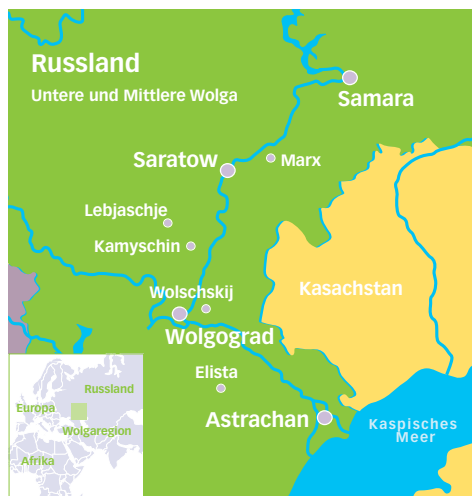 Russland
Untere und Mittlere Wolga
Samara
Saratow
Marx
Lebjaschje
Kamyschin
Kasachstan
Wolschskij
Wolgograd
Elista
Astrachan
Kaspisches
Meer
Russland
Europa
Wolgaregion
Afrika